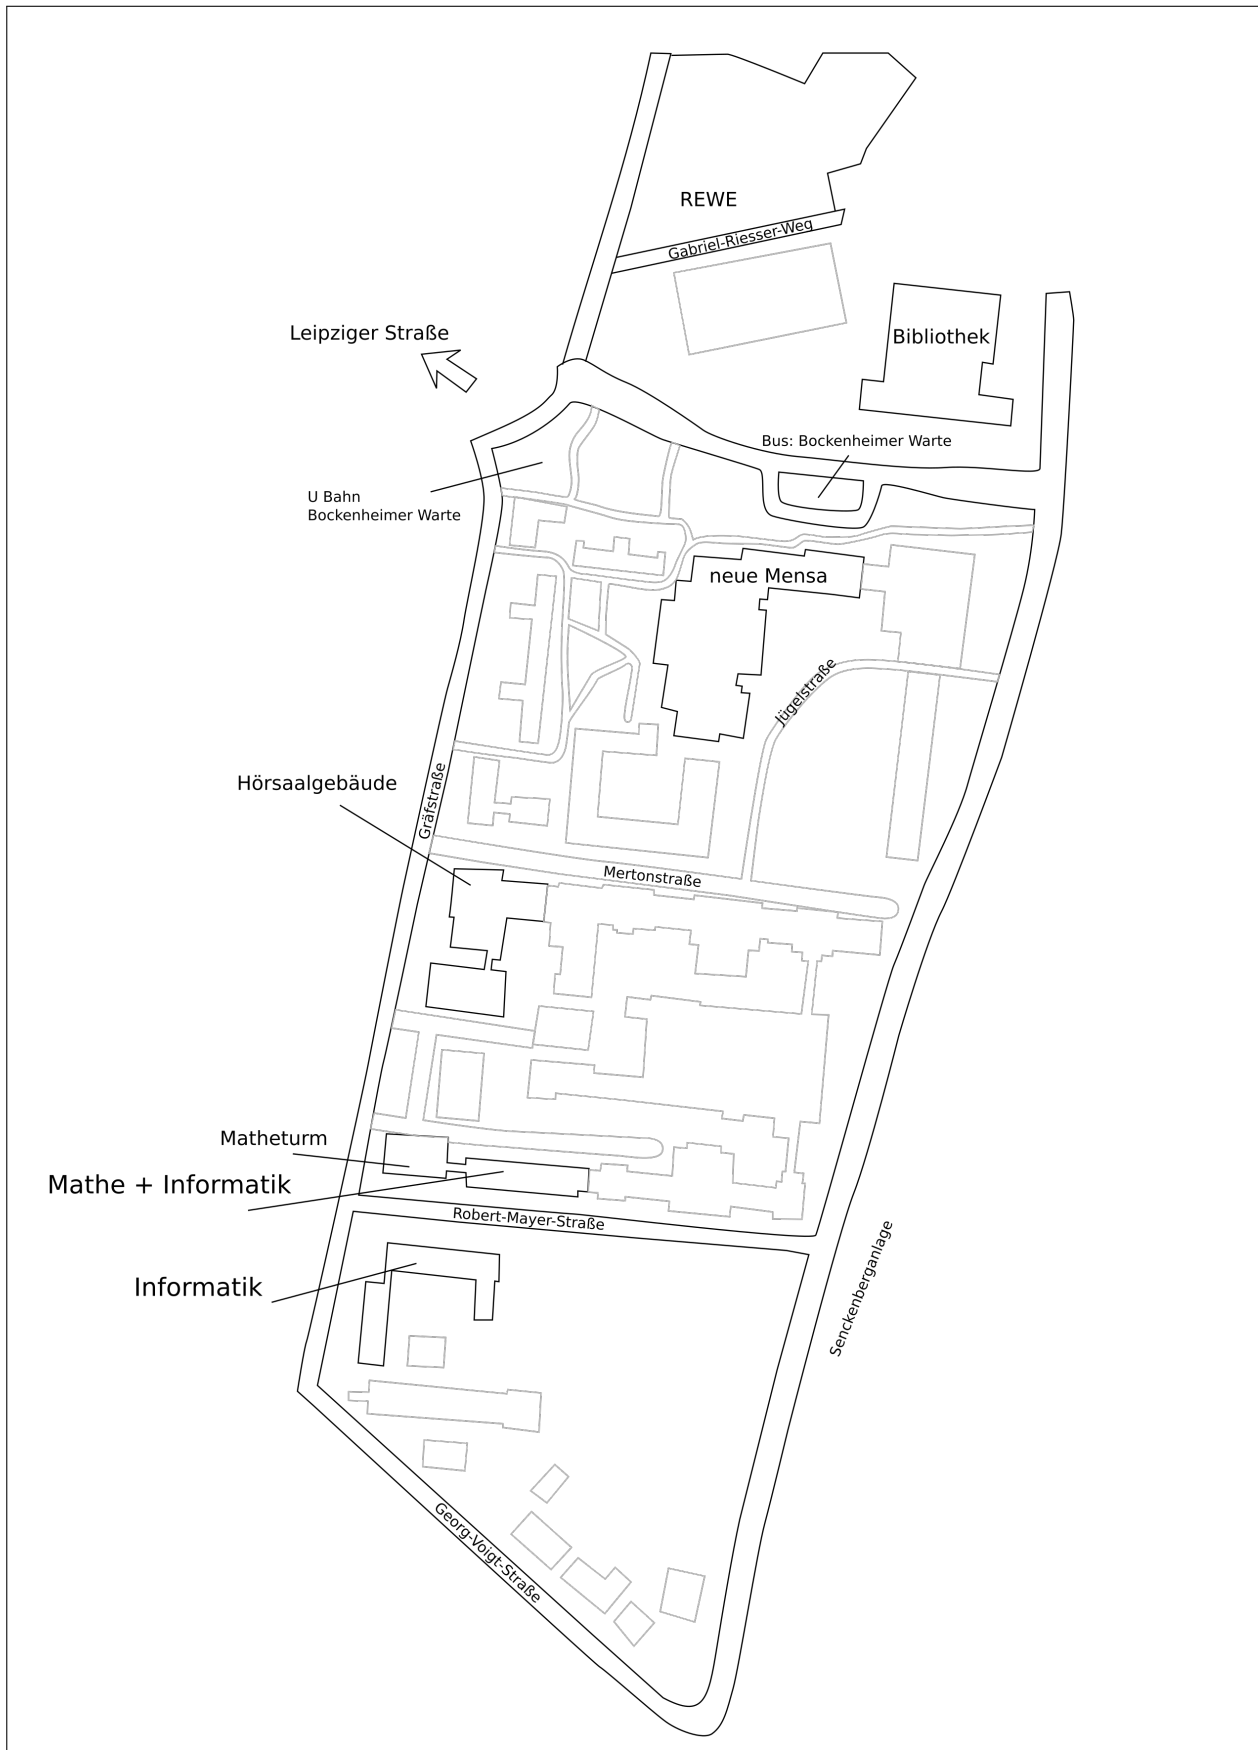 REWE
Gabriel-Riesser-Weg
Leipziger Straße
Bibliothek
Bus: Bockenheimer Warte
U Bahn
Bockenheimer Warte
neue Mensa
Jügelstraße
Hörsaalgebäude
Gräfstraße
Mertonstraße
Matheturm
Mathe + Informatik
Robert-Mayer-Straße
Senckenberganlage
Informatik
Georg-Voigt-Straße